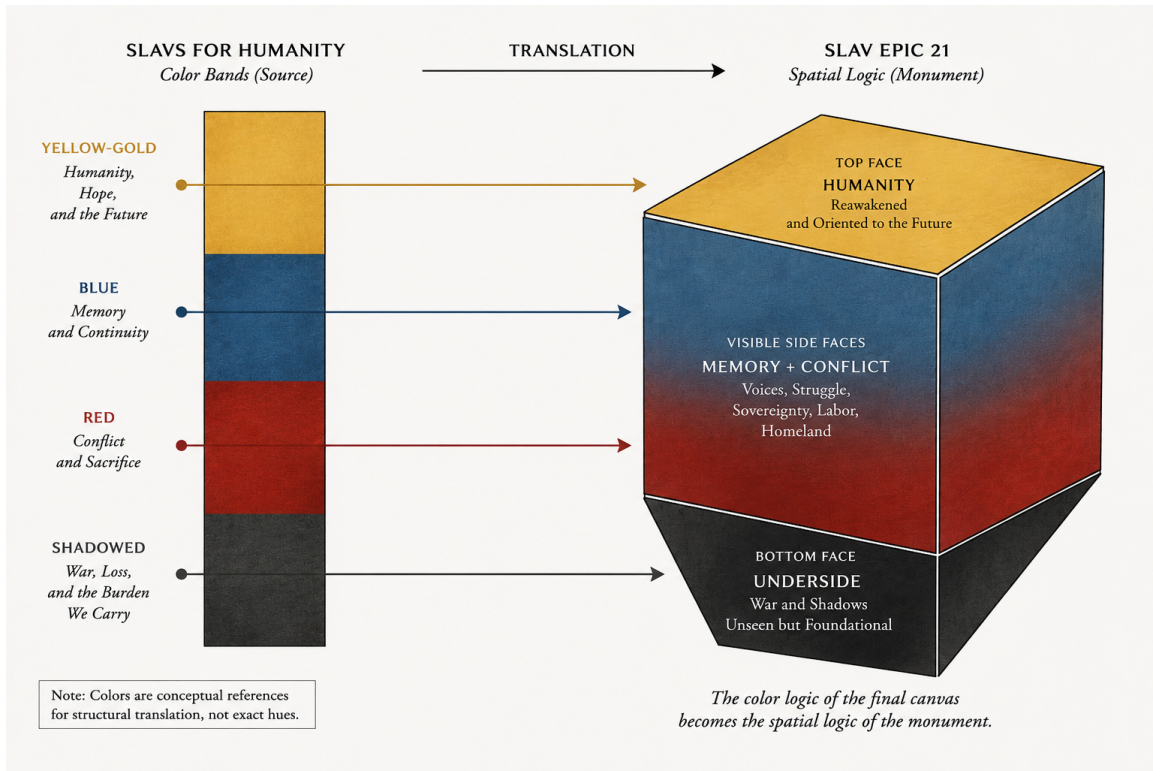 SLAVS FOR HUMANITY
Color Bands (Source)
TRANSLATION
SLAV EPIC 21
Spatial Logic (Monument)
YELLOW-GOLD
Humanity,
Hope,
and the Future
BLUE
Memory
and Continuity
RED
Conflict
and Sacrifice
SHADOWED
War, Loss,
and the Burden
We Carry
TOP FACE
HUMANITY
Reawakened
and Oriented to the Future
VISIBLE SIDE FACES
MEMORY + CONFLICT
Voices, Struggle,
Sovereignty, Labor,
Homeland
BOTTOM FACE
UNDERSIDE
War and Shadows
Unseen but Foundational
Note: Colors are conceptual references
for structural translation, not exact hues.
The color logic of the final canvas
becomes the spatial logic of the monument.